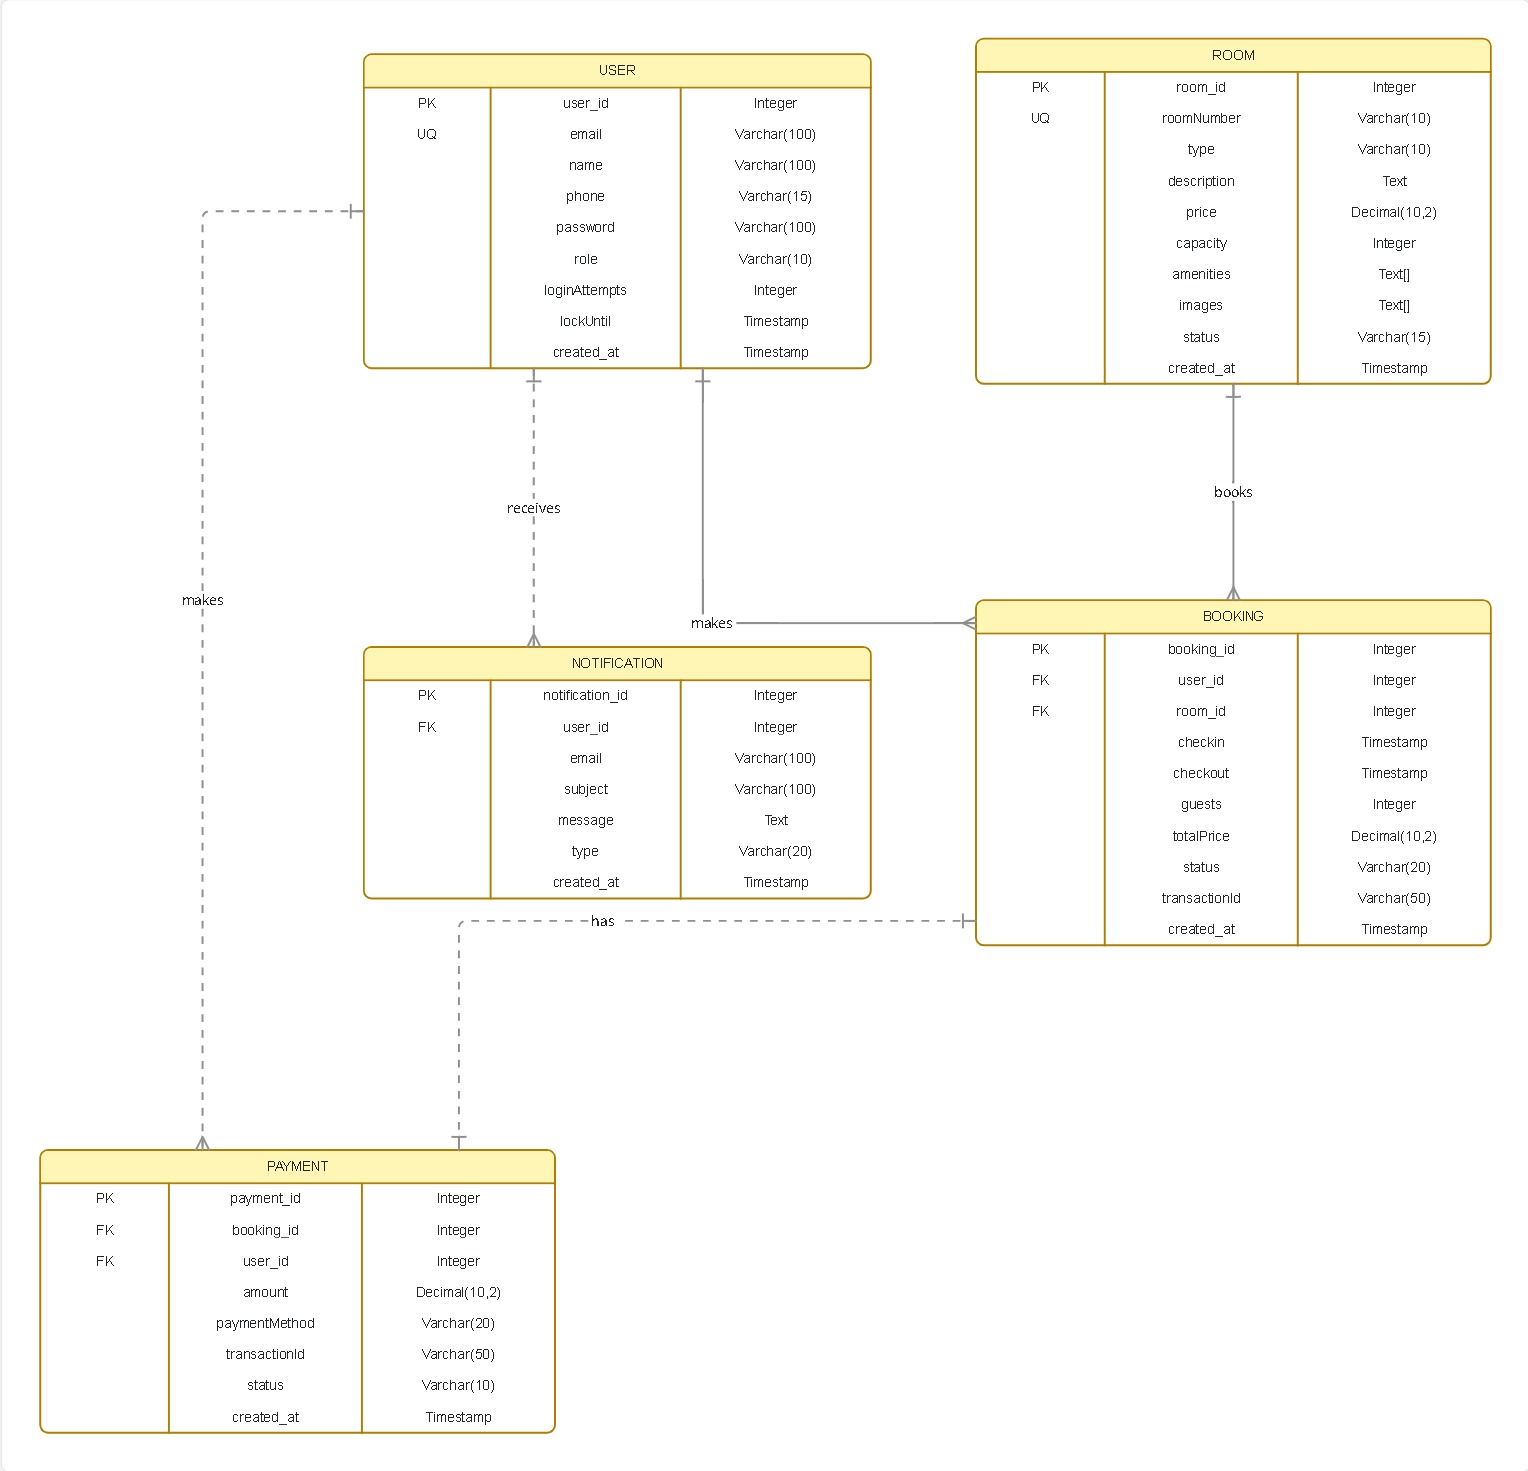 USER
PK user_id Integer
UQ email Varchar(100)
name Varchar(100)
phone Varchar(15)
password Varchar(100)
role Varchar(10)
loginAttempts Integer
lockUntil Timestamp
created_at Timestamp
ROOM
PK room_id Integer
UQ roomNumber Varchar(10)
type Varchar(10)
description Text
price Decimal(10,2)
capacity Integer
amenities Text[]
images Text[]
status Varchar(15)
created_at Timestamp
receives
books
makes
makes
NOTIFICATION
PK notification_id Integer
FK user_id Integer
email Varchar(100)
subject Varchar(100)
message Text
type Varchar(20)
created_at Timestamp
BOOKING
PK booking_id Integer
FK user_id Integer
FK room_id Integer
checkin Timestamp
checkout Timestamp
guests Integer
totalPrice Decimal(10,2)
status Varchar(20)
transactionId Varchar(50)
created_at Timestamp
has
PAYMENT
PK payment_id Integer
FK booking_id Integer
FK user_id Integer
amount Decimal(10,2)
paymentMethod Varchar(20)
transactionId Varchar(50)
status Varchar(10)
created_at Timestamp